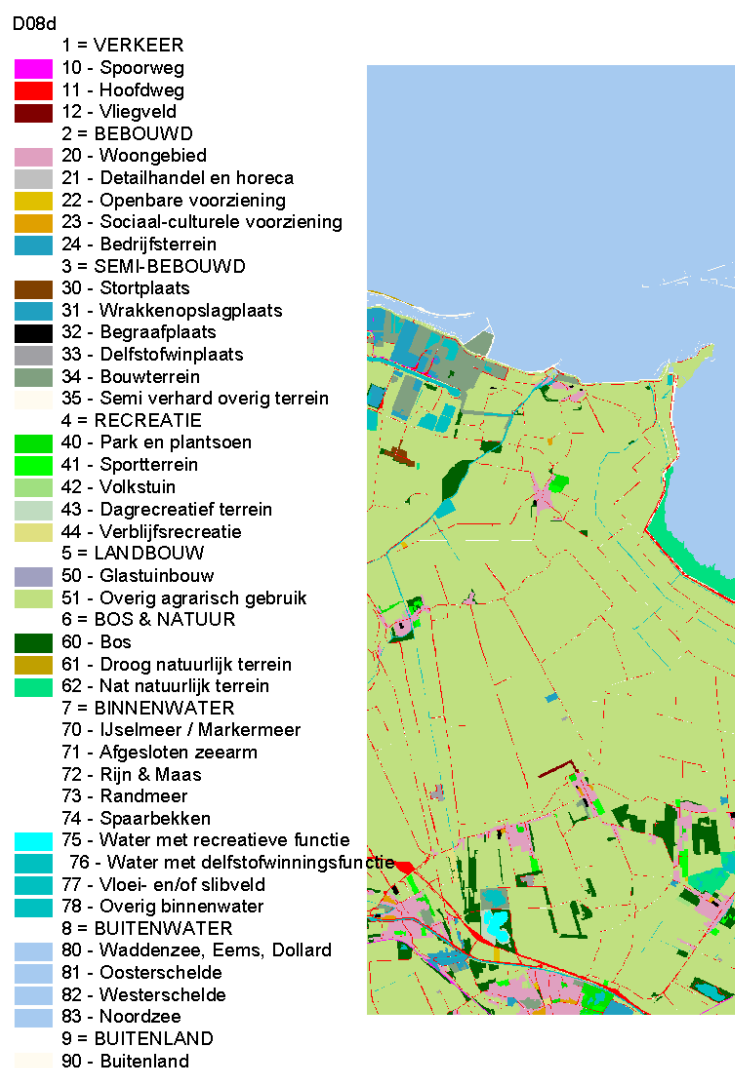 D08d
1 = VERKEER
10 - Spoorweg
11 - Hoofdweg
12 - Vliegveld
2 = BEBOUWD
20 - Woongebied
21 - Detailhandel en horeca
22 - Openbare voorziening
23 - Sociaal-culturele voorziening
24 - Bedrijfsterrein
3 = SEMI-BEBOUWD
30 - Stortplaats
31 - Wrakkenopslagplaats
32 - Begraafplaats
33 - Delfstofwinplaats
34 - Bouwterrein
35 - Semi verhard overig terrein
4 = RECREATIE
40 - Park en plantsoen
41 - Sportterrein
42 - Volkstuin
43 - Dagrecreatief terrein
44 - Verblijfsrecreatie
5 = LANDBOUW
50 - Glastuinbouw
51 - Overig agrarisch gebruik
6 = BOS & NATUUR
60 - Bos
61 - Droog natuurlijk terrein
62 - Nat natuurlijk terrein
7 = BINNENWATER
70 - IJselmeer / Markermeer
71 - Afgesloten zeearm
72 - Rijn & Maas
73 - Randmeer
74 - Spaarbekken
75 - Water met recreatieve functie
76 - Water met delfstofwinningsfunctie
77 - Vloei- en/of slibveld
78 - Overig binnenwater
8 = BUITENWATER
80 - Waddenzee, Eems, Dollard
81 - Oosterschelde
82 - Westerschelde
83 - Noordzee
9 = BUITENLAND
90 - Buitenland